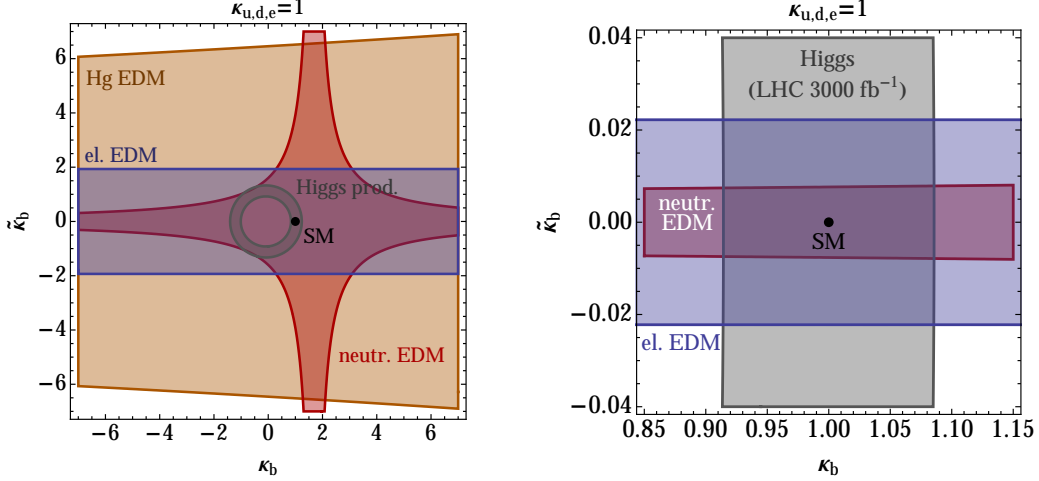 κu,d,e=1
6
4
2
0
−2
−4
−6
κ̃b
Hg EDM
el. EDM
Higgs prod.
SM
neutr. EDM
−6 −4 −2 0 2 4 6
κb
κu,d,e=1
0.04
0.02
0.00
−0.02
−0.04
κ̃b
Higgs
(LHC 3000 fb−1)
neutr.
EDM
SM
el. EDM
0.85 0.90 0.95 1.00 1.05 1.10 1.15
κb